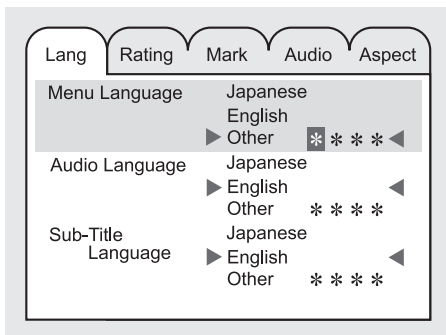 Lang Rating Mark Audio Aspect
Menu Language Japanese
English
▶ Other * * * * ◀
Audio Language Japanese
▶ English ◀
Other * * * *
Sub-Title Japanese
Language ▶ English ◀
Other * * * *